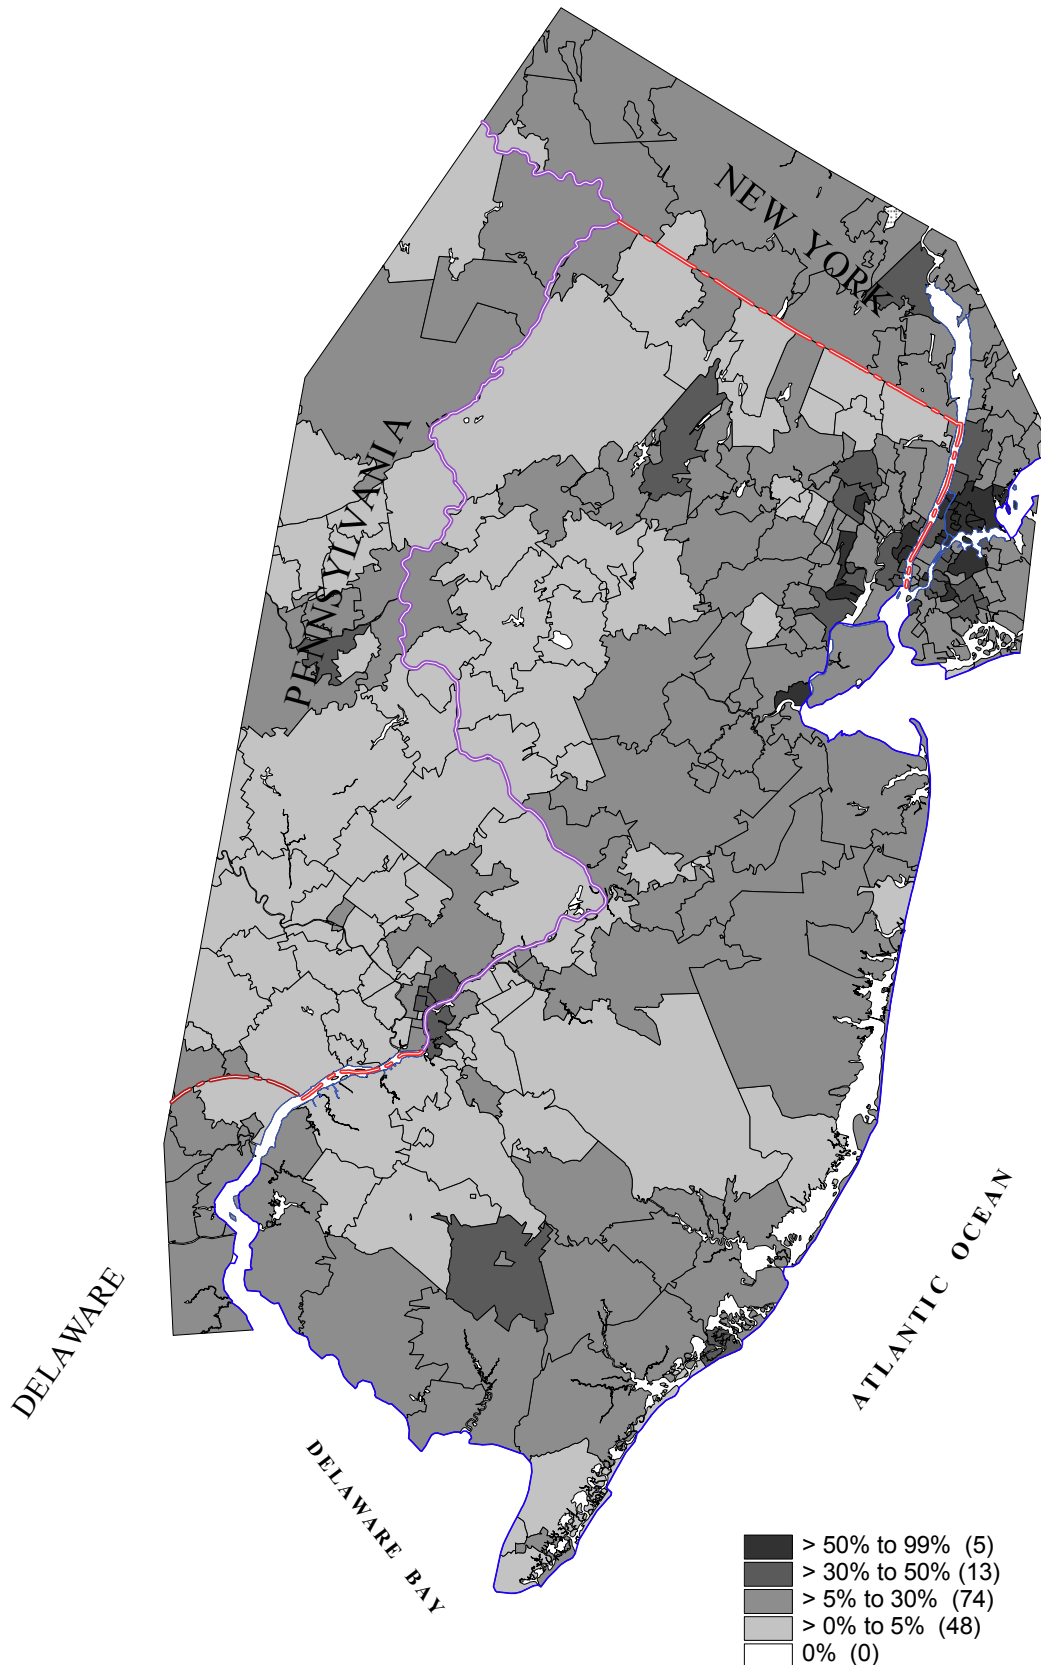 NEW YORK
PENNSYLVANIA
DELAWARE
ATLANTIC OCEAN
DELAWARE BAY
> 50% to 99% (5)
> 30% to 50% (13)
> 5% to 30% (74)
> 0% to 5% (48)
0% (0)